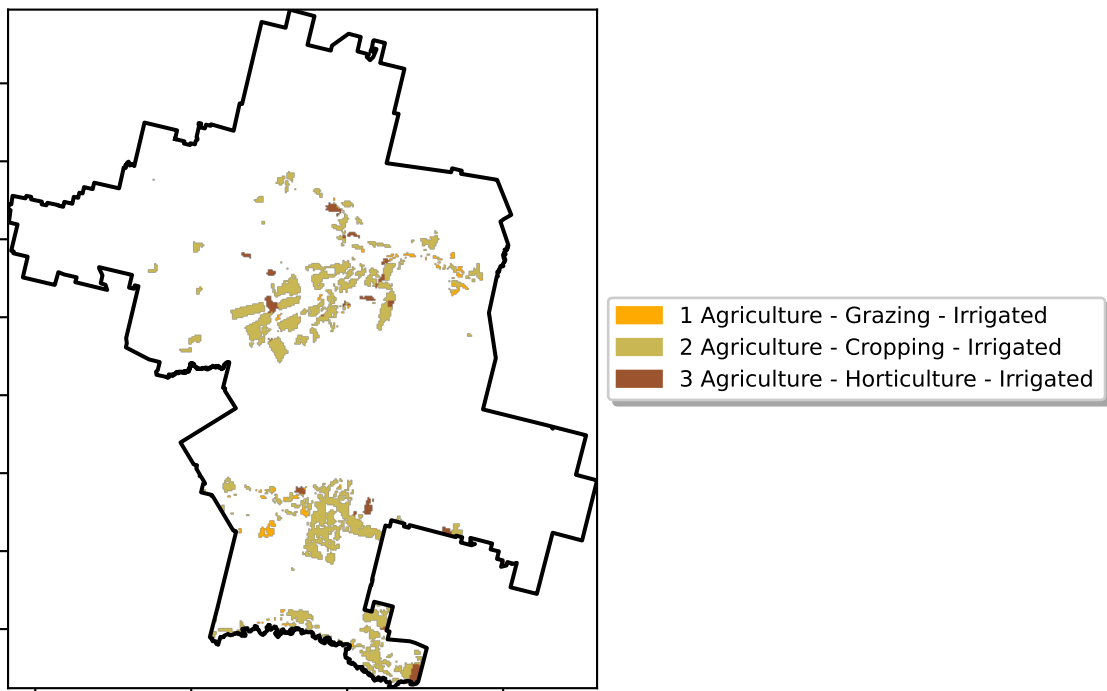 1 Agriculture - Grazing - Irrigated
2 Agriculture - Cropping - Irrigated
3 Agriculture - Horticulture - Irrigated